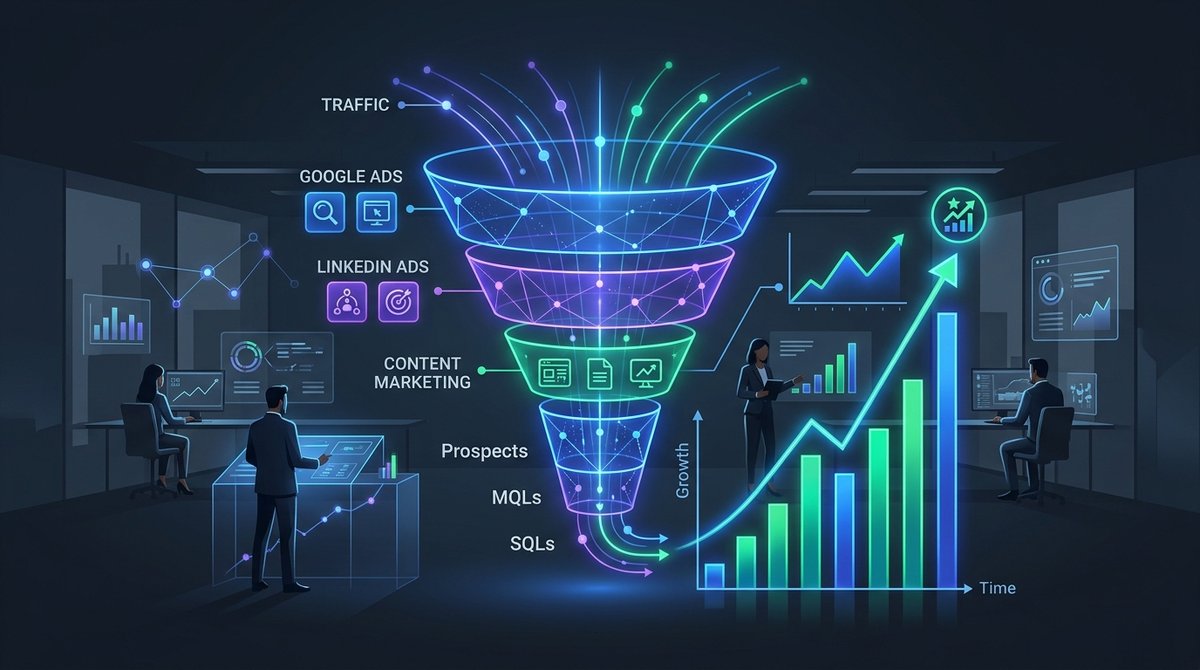 TRAFFIC
GOOGLE ADS
LINKEDIN ADS
CONTENT
MARKETING
Prospects
MQLs
SQLs
Growth
Time